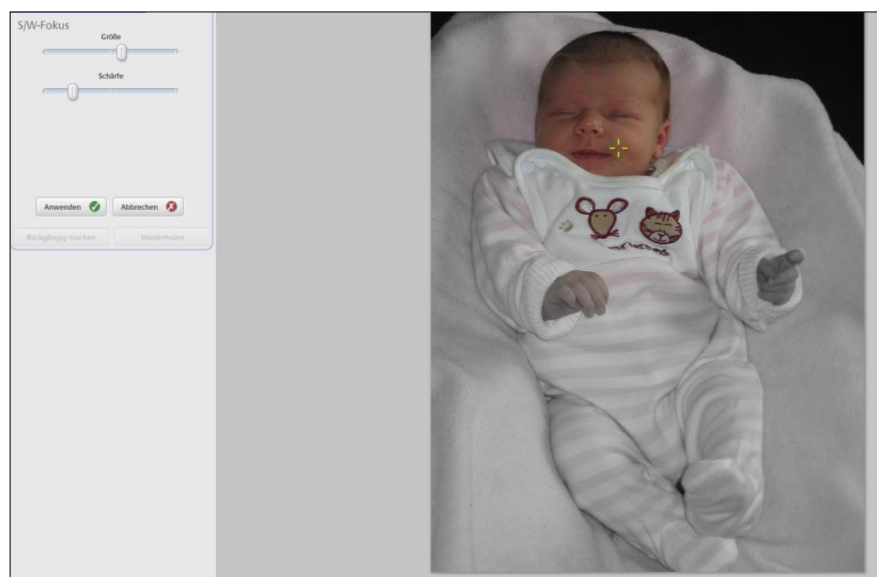 S/W-Fokus
Größe
Schärfe
Anwenden Abbrechen
Rückgängig machen Wiederholen